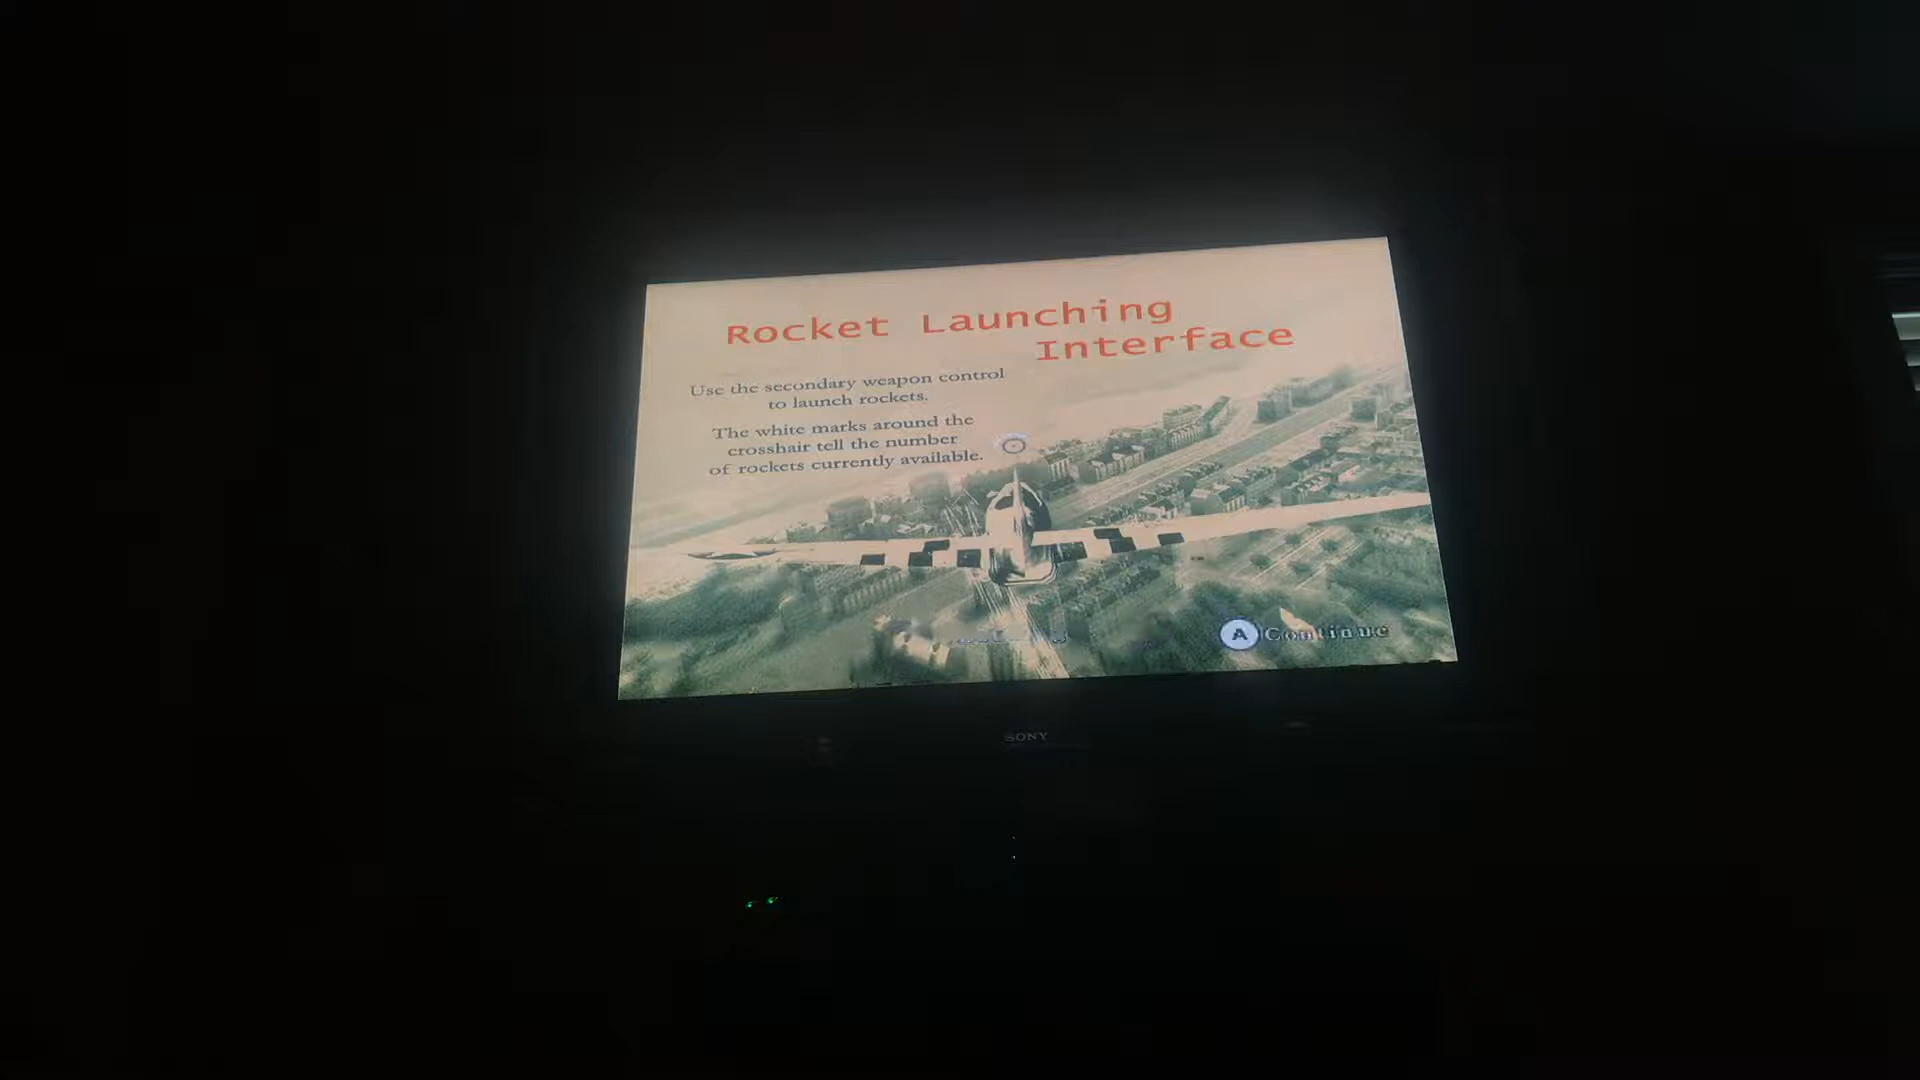 Rocket Launching
Interface
Use the secondary weapon control
to launch rockets.
The white marks around the
crosshair tell the number
of rockets currently available.
A Continue
SONY